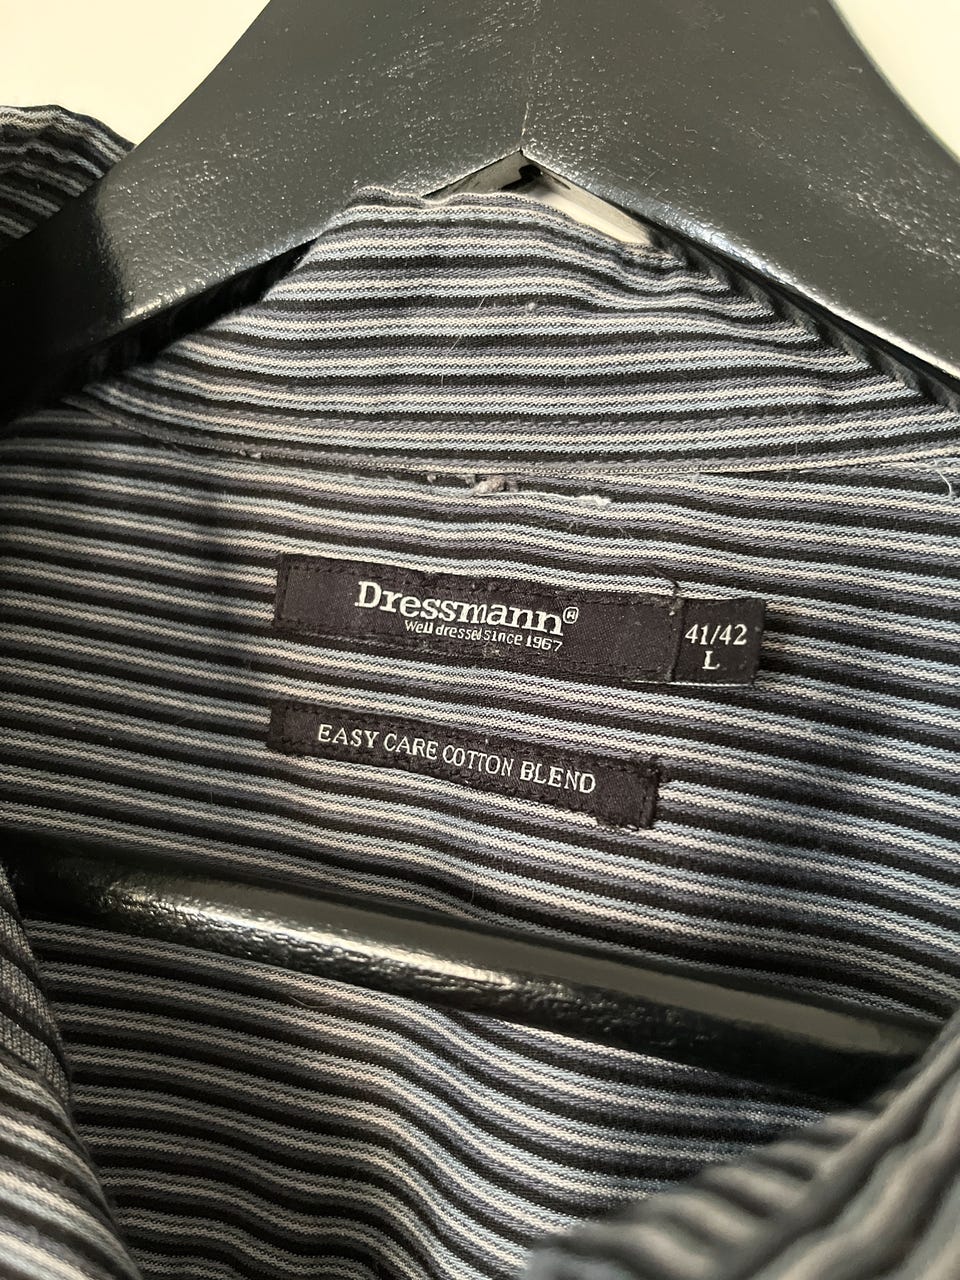 Dressmann®
Well dressed since 1967
41/42
L
EASY CARE COTTON BLEND